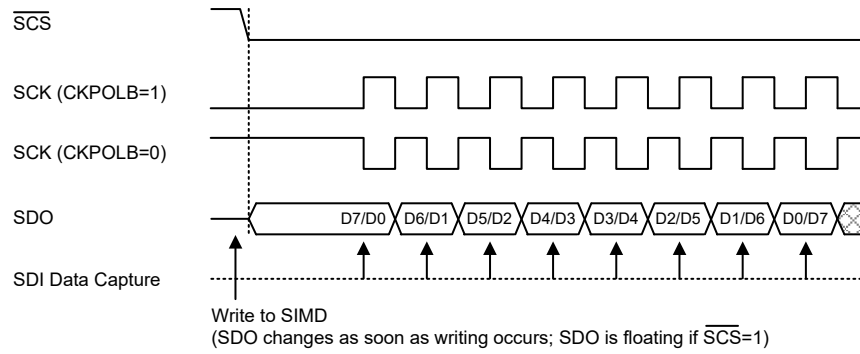 SCS
SCK (CKPOLB=1)
SCK (CKPOLB=0)
SDO
D7/D0 D6/D1 D5/D2 D4/D3 D3/D4 D2/D5 D1/D6 D0/D7
SDI Data Capture
Write to SIMD
(SDO changes as soon as writing occurs; SDO is floating if SCS=1)